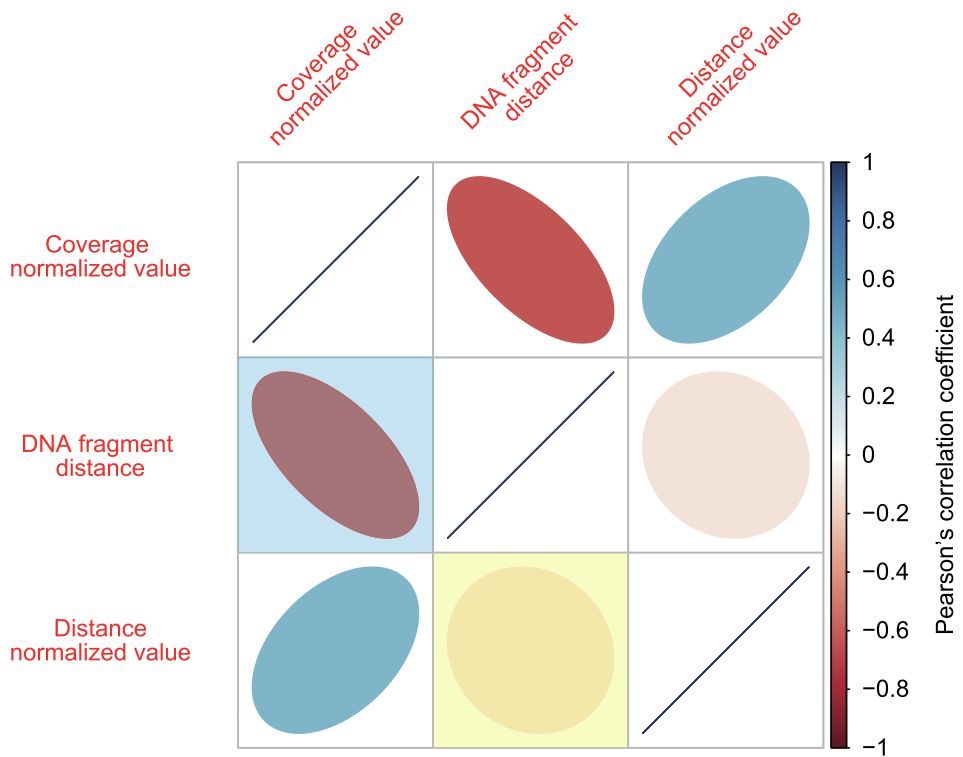 Coverage
normalized value
DNA fragment
distance
Distance
normalized value
Coverage
normalized value
DNA fragment
distance
Distance
normalized value
1
0.8
0.6
0.4
0.2
0
−0.2
−0.4
−0.6
−0.8
−1
Pearson's correlation coefficient